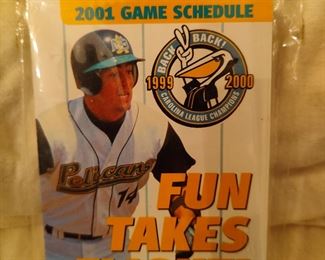 2001 GAME SCHEDULE
BACK 2 BACK!
1999 2000
CAROLINA LEAGUE CHAMPIONS
Pelicans
14
FUN
TAKES